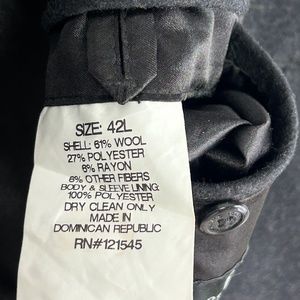 SIZE: 42L
SHELL: 61% WOOL
27% POLYESTER
8% RAYON
6% OTHER FIBERS
BODY & SLEEVE LINING:
100% POLYESTER
DRY CLEAN ONLY
MADE IN
DOMINICAN REPUBLIC
RN#121545